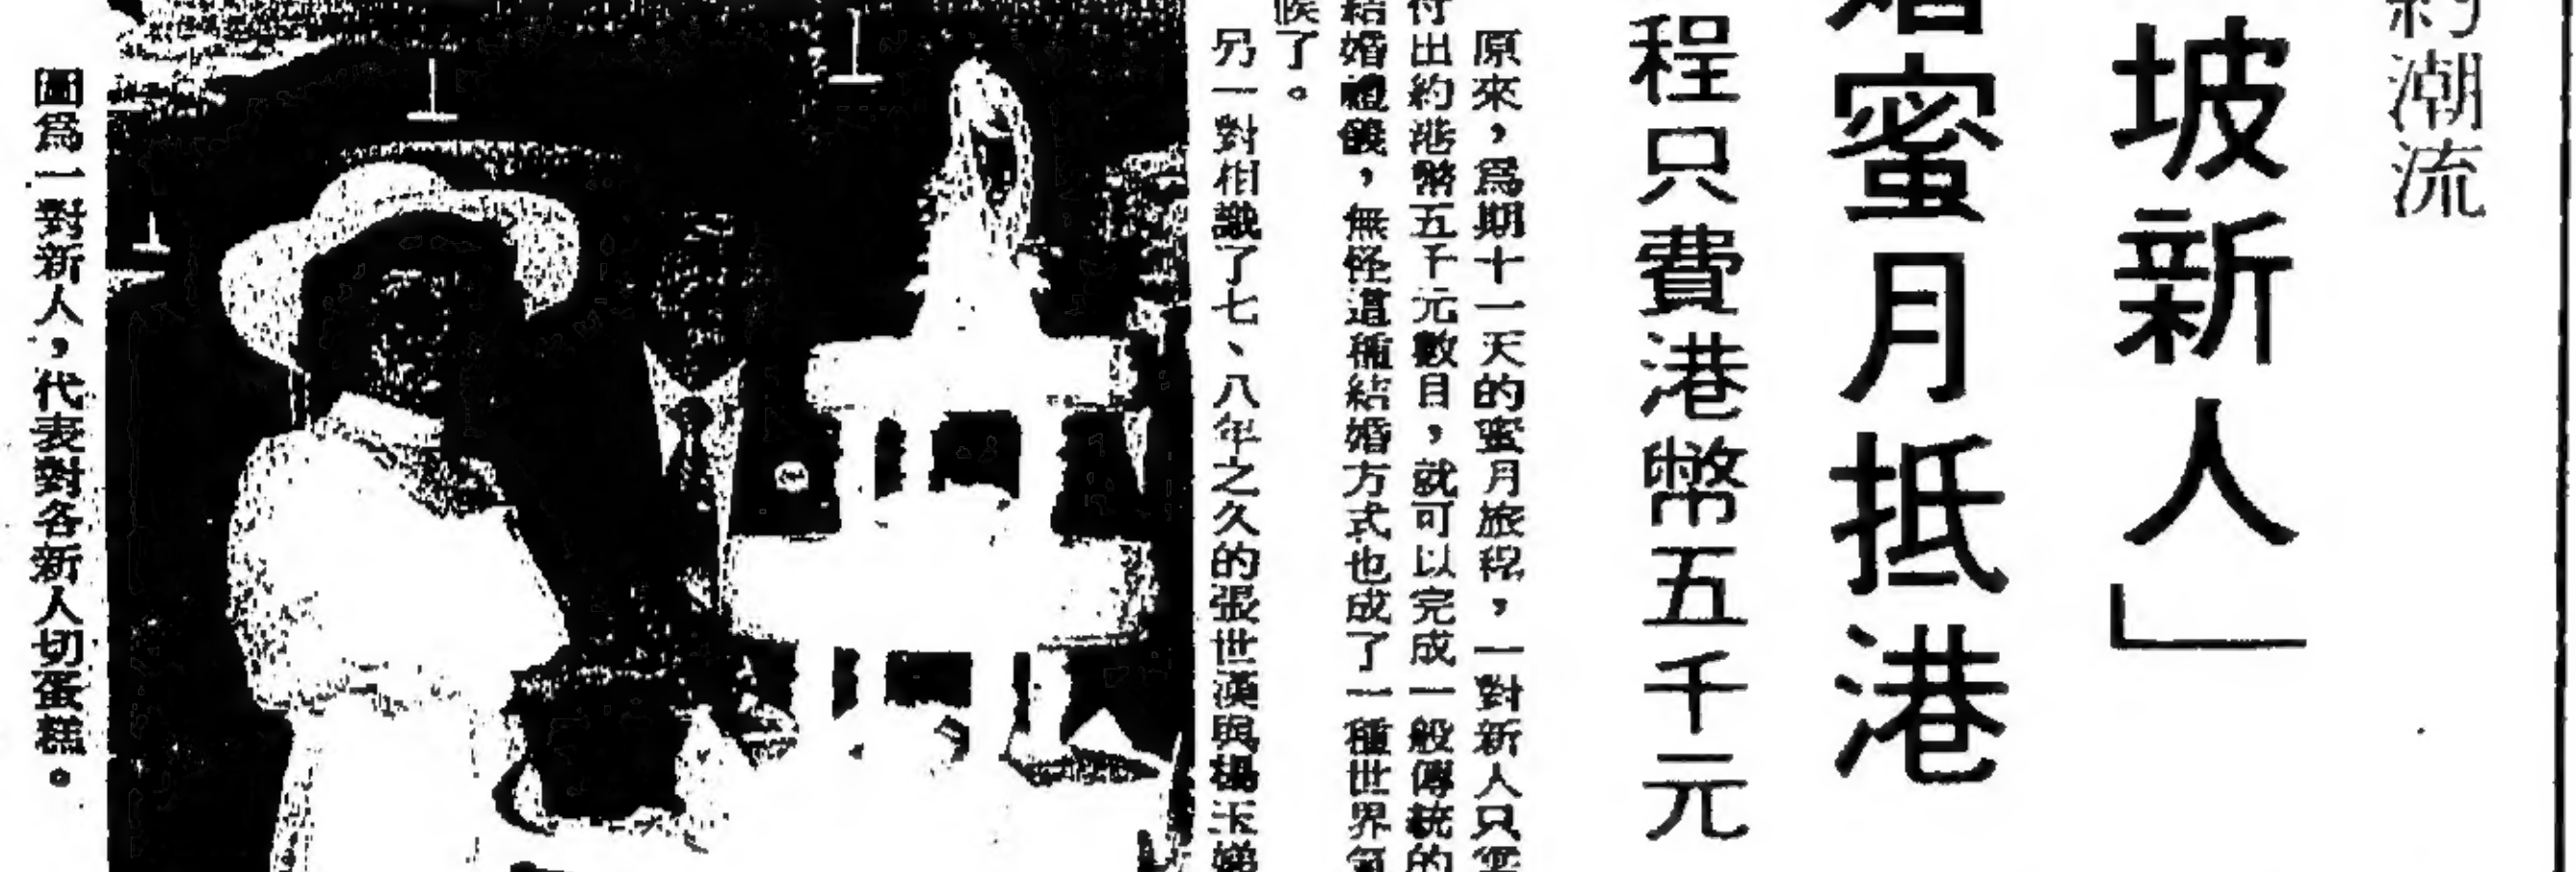 約潮流
坡新人」
婚蜜月抵港
程只費港幣五千元
原來，爲期十一天的蜜月旅程，一對新人只需
付出約港幣五千元數目，就可以完成一般傳統的
結婚禮儀，無怪這種結婚方式也成了一種世界氣
候了。
另一對相識了七、八年之久的張世漢與楊玉娣
圖爲一對新人，代表對各新人切蛋糕。